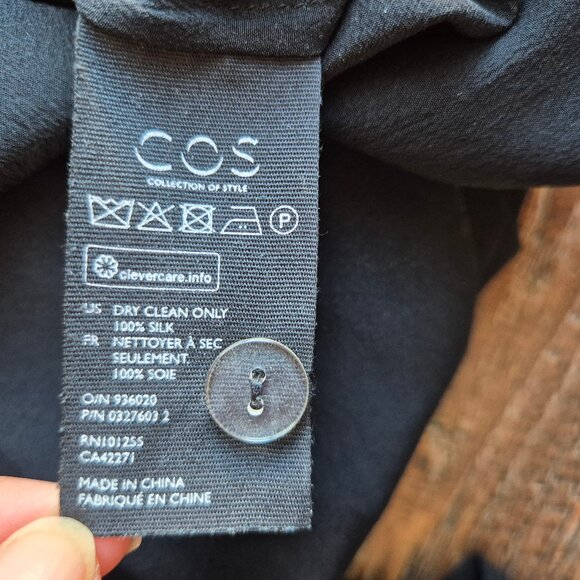 COS
COLLECTION OF STYLE
P
clevercare.info
US DRY CLEAN ONLY
100% SILK
FR NETTOYER À SEC
SEULEMENT
100% SOIE
O/N 936020
P/N 0327603 2
RN101255
CA42271
MADE IN CHINA
FABRIQUÉ EN CHINE